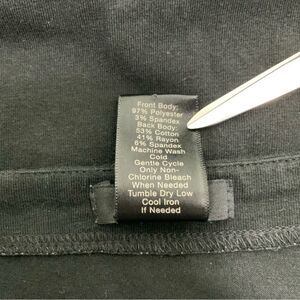 Front Body:
97% Polyester
3% Spandex
Back Body:
53% Cotton
41% Rayon
6% Spandex
Machine Wash
Cold
Gentle Cycle
Only Non-
Chlorine Bleach
When Needed
Tumble Dry Low
Cool Iron
If Needed